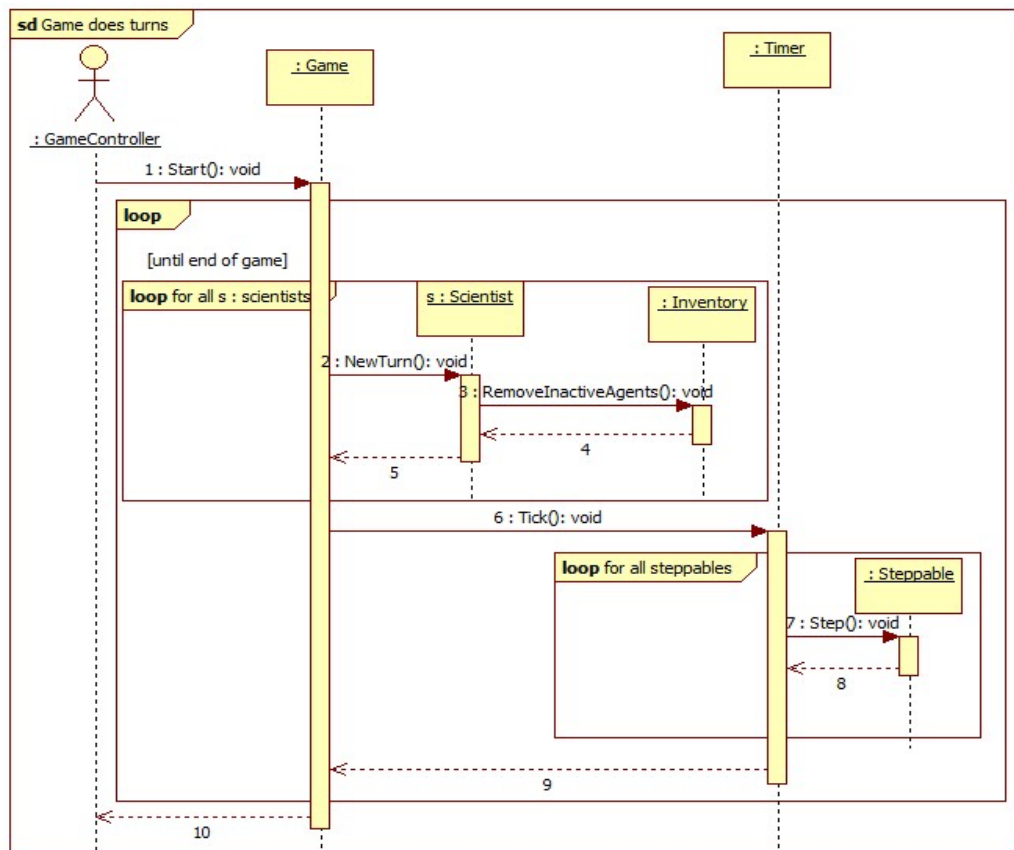 sd Game does turns
: Game
: Timer
: GameController
1 : Start(): void
loop
[until end of game]
loop for all s : scientists
s : Scientist
: Inventory
2 : NewTurn(): void
3 : RemoveInactiveAgents(): void
4
5
6 : Tick(): void
loop for all steppables
: Steppable
7 : Step(): void
8
9
10